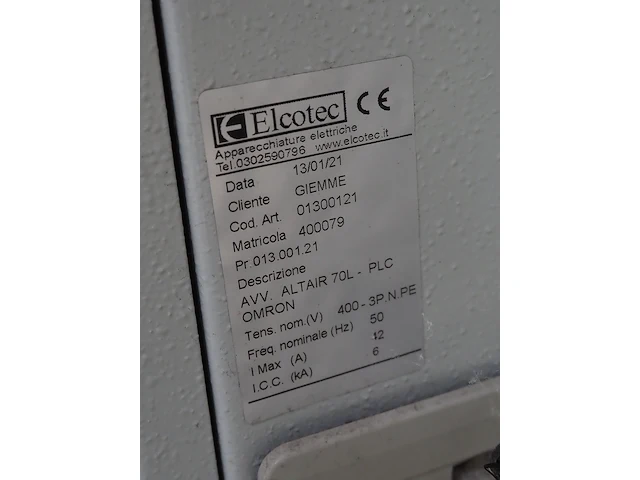 Elcotec CE
Apparecchiature elettriche
Tel.0302590796 www.elcotec.it
Data 13/01/21
Cliente GIEMME
Cod. Art. 01300121
Matricola 400079
Pr 013.001.21
Descrizione
AVV. ALTAIR 70L - PLC
OMRON
Tens. nom.(V) 400 - 3P.N.PE
Freq. nominale (Hz) 50
I Max (A) 12
I.C.C. (kA) 6